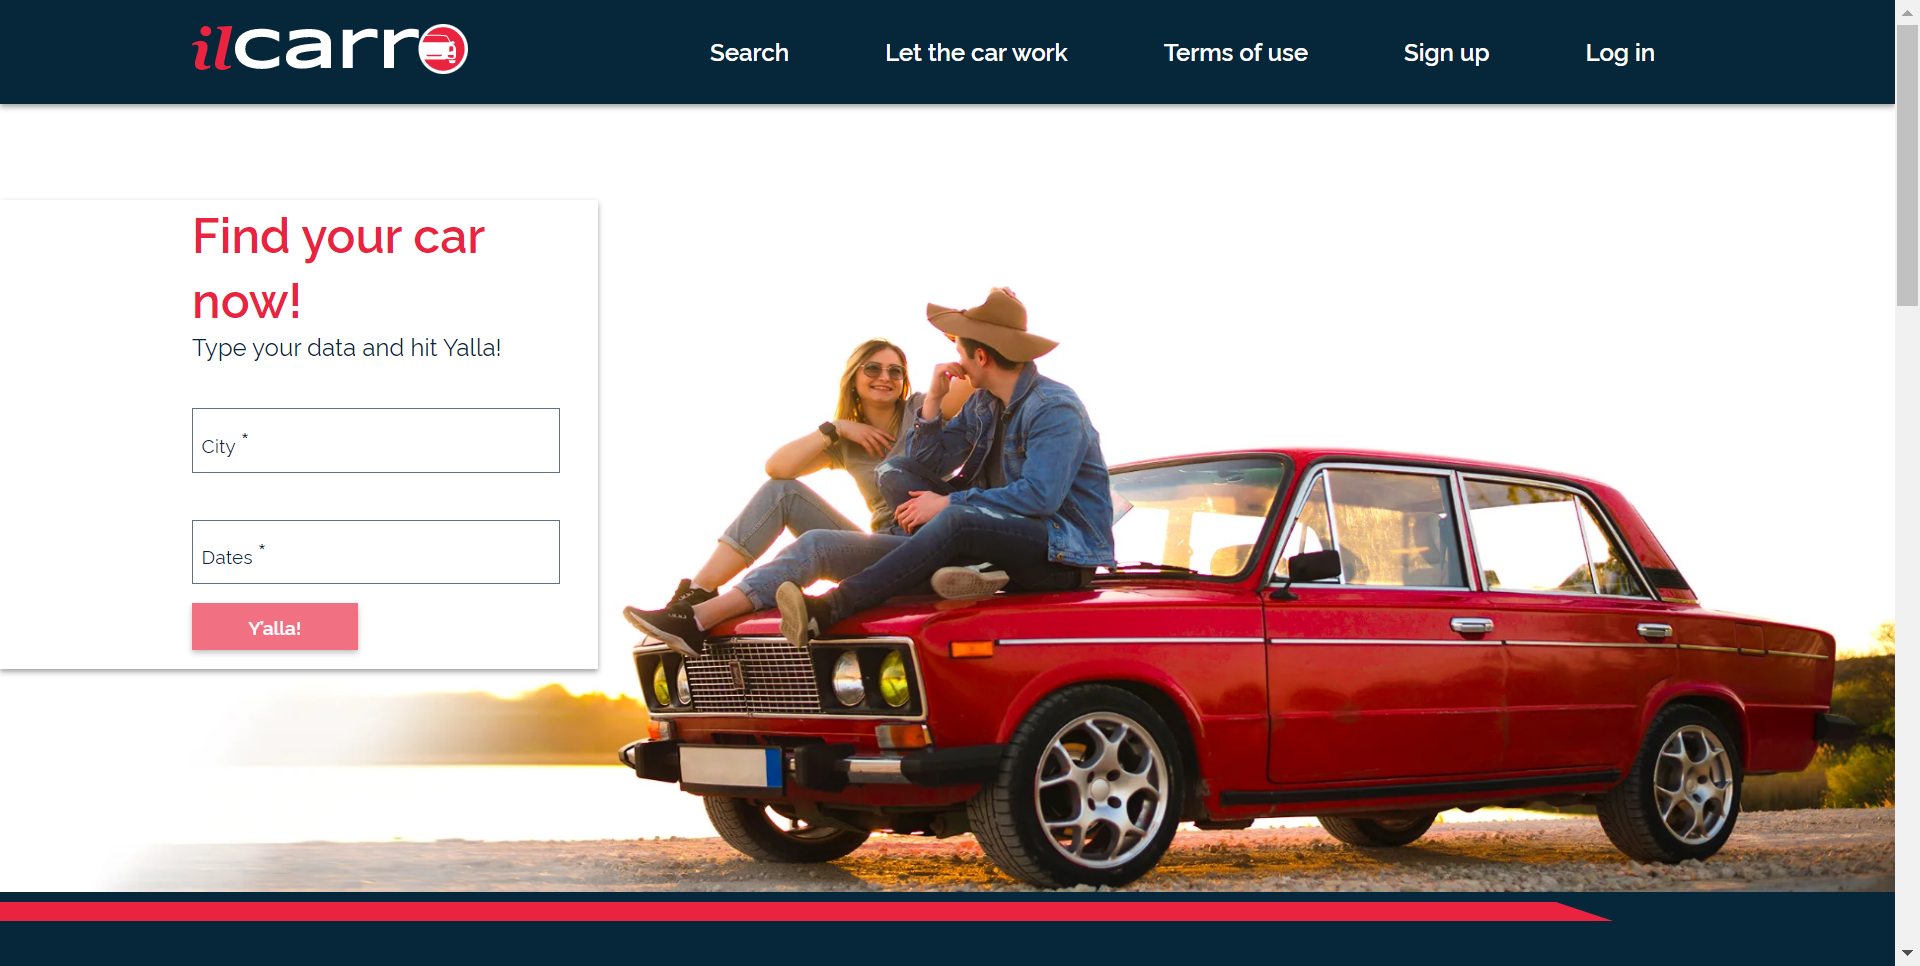 ilcarro
Search
Let the car work
Terms of use
Sign up
Log in
Find your car
now!
Type your data and hit Yalla!
City *
Dates *
Y'alla!